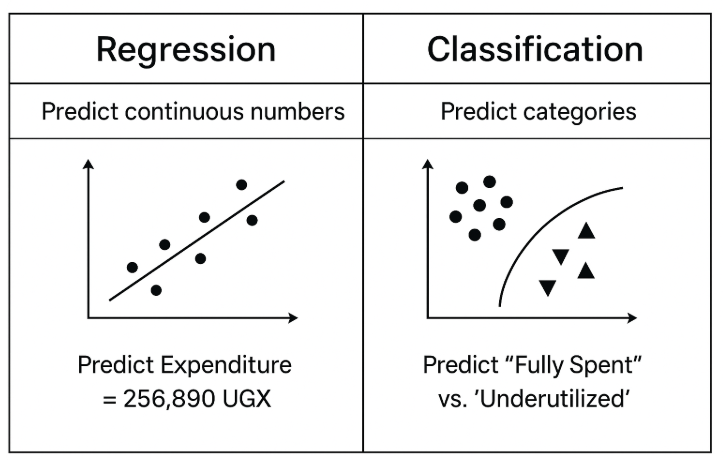 Regression
Classification
Predict continuous numbers
Predict categories
Predict Expenditure
= 256,890 UGX
Predict “Fully Spent”
vs. ’Underutilized’